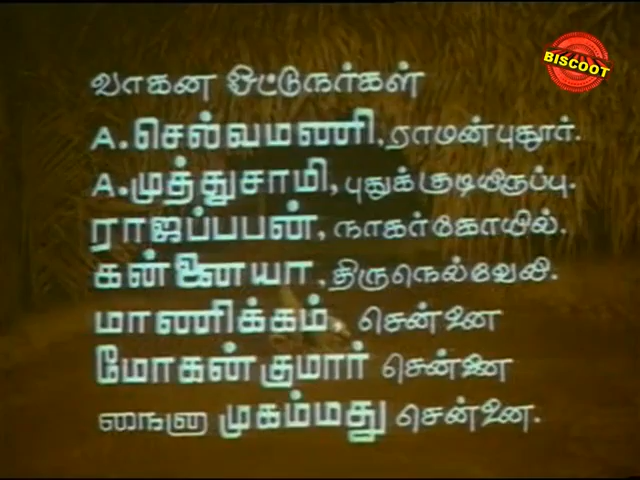 BISCOOT
வாகன ஓட்டுநர்கள்
A.செல்வமணி, ராமன்புதூர்.
A.முத்துசாமி, புதுக்குடியிருப்பு.
ராஜப்பபன், நாகர்கோயில்.
கன்னையா, திருநெல்வேலி.
மாணிக்கம், சென்னை
மோகன்குமார் சென்னை
நைனா முகம்மது சென்னை.